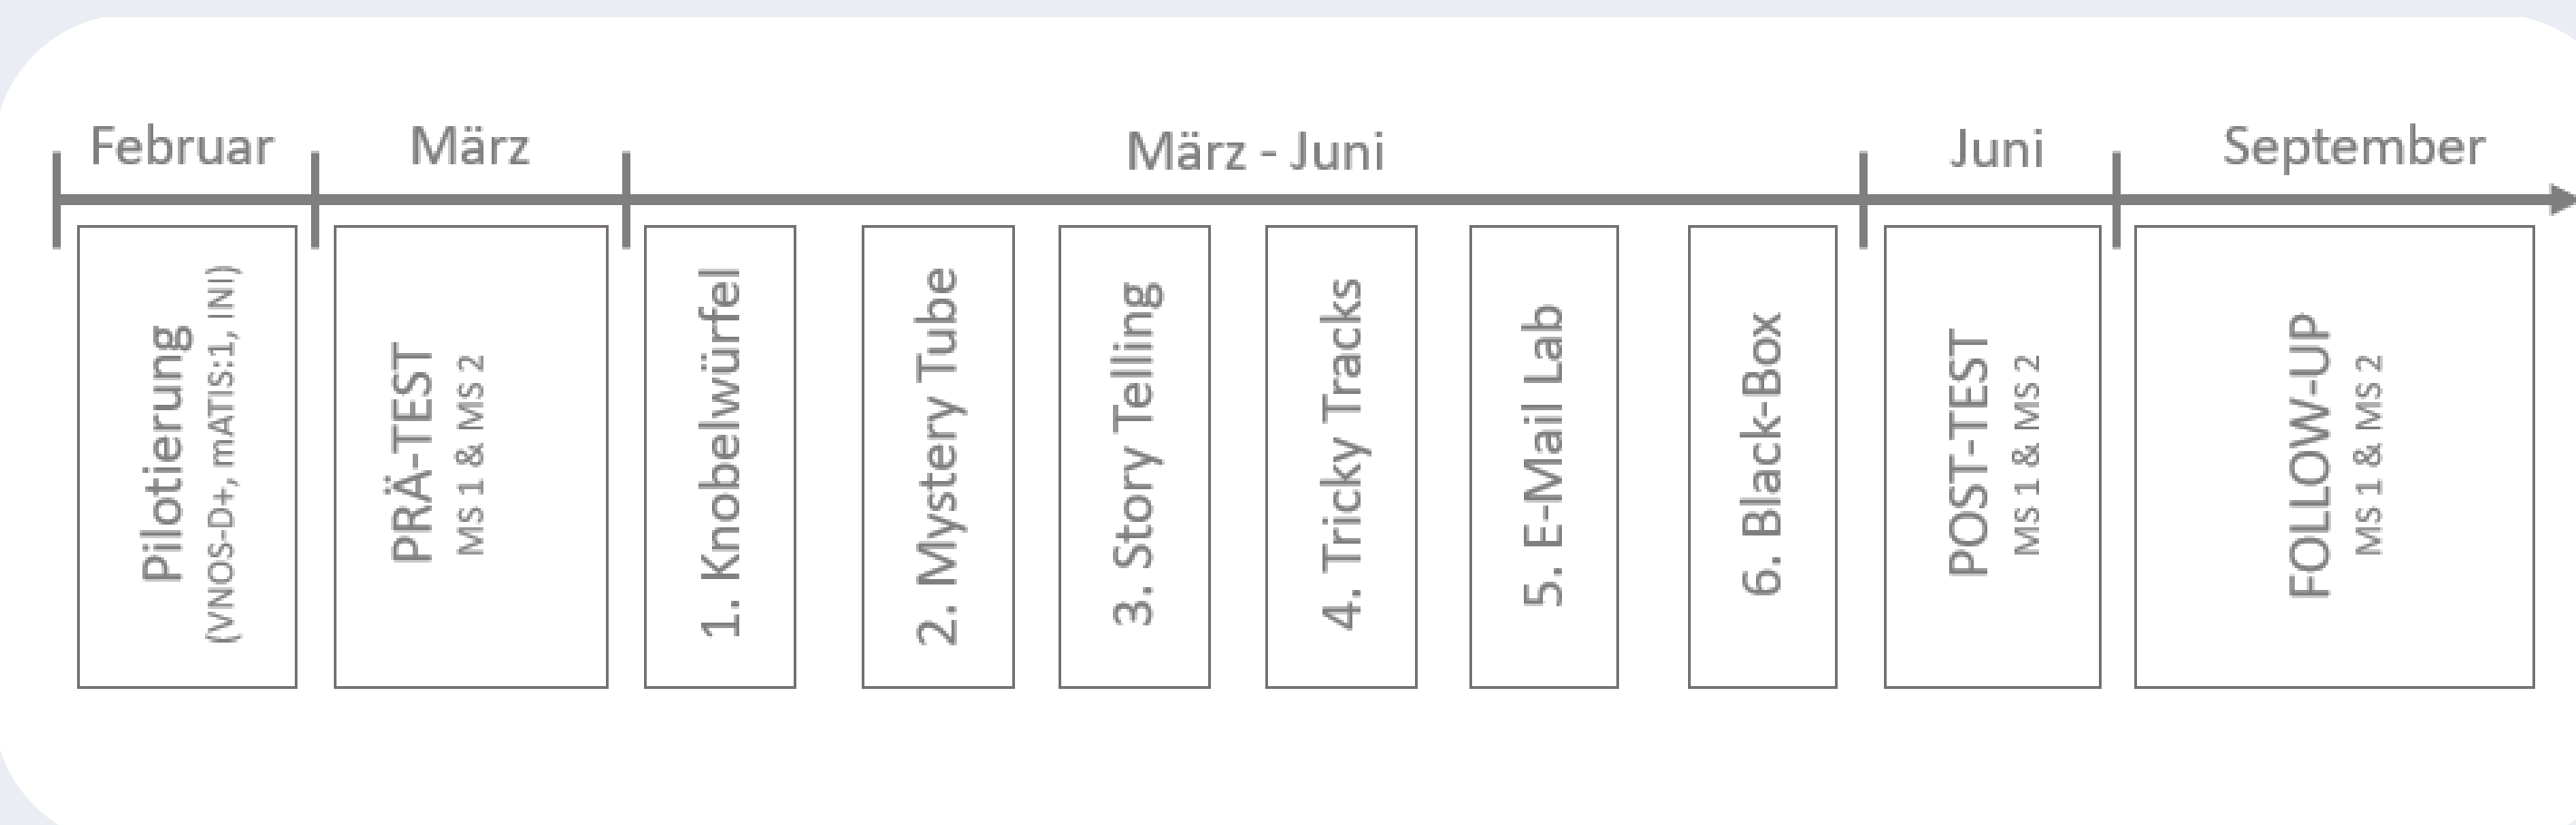 Februar
März
März - Juni
Juni
September
Pilotierung
(VNOS-D+, mATIS:1, INI)
PRÄ-TEST
MS 1 & MS 2
1. Knobelwürfel
2. Mystery Tube
3. Story Telling
4. Tricky Tracks
5. E-Mail Lab
6. Black-Box
POST-TEST
MS 1 & MS 2
FOLLOW-UP
MS 1 & MS 2